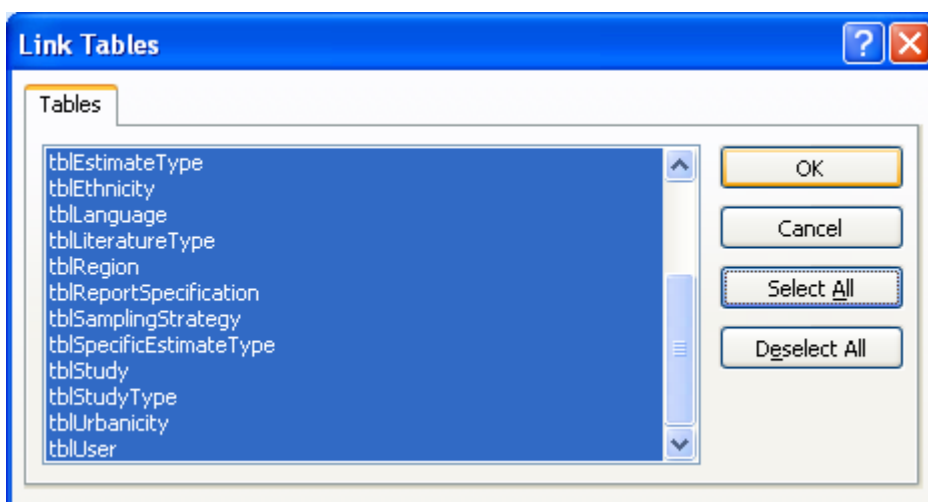 Link Tables
?
Tables
tblEstimateType
tblEthnicity
tblLanguage
tblLiteratureType
tblRegion
tblReportSpecification
tblSamplingStrategy
tblSpecificEstimateType
tblStudy
tblStudyType
tblUrbanicity
tblUser
OK
Cancel
Select All
Deselect All